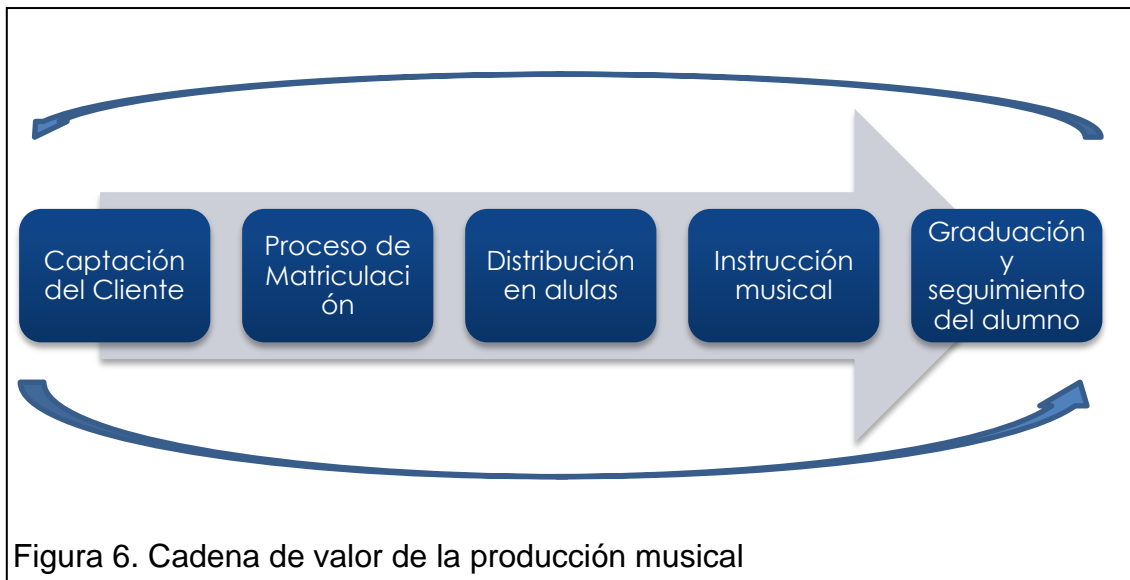 Captación
del Cliente
Proceso de
Matriculaci
ón
Distribución
en alulas
Instrucción
musical
Graduación
y
seguimiento
del alumno
Figura 6. Cadena de valor de la producción musical